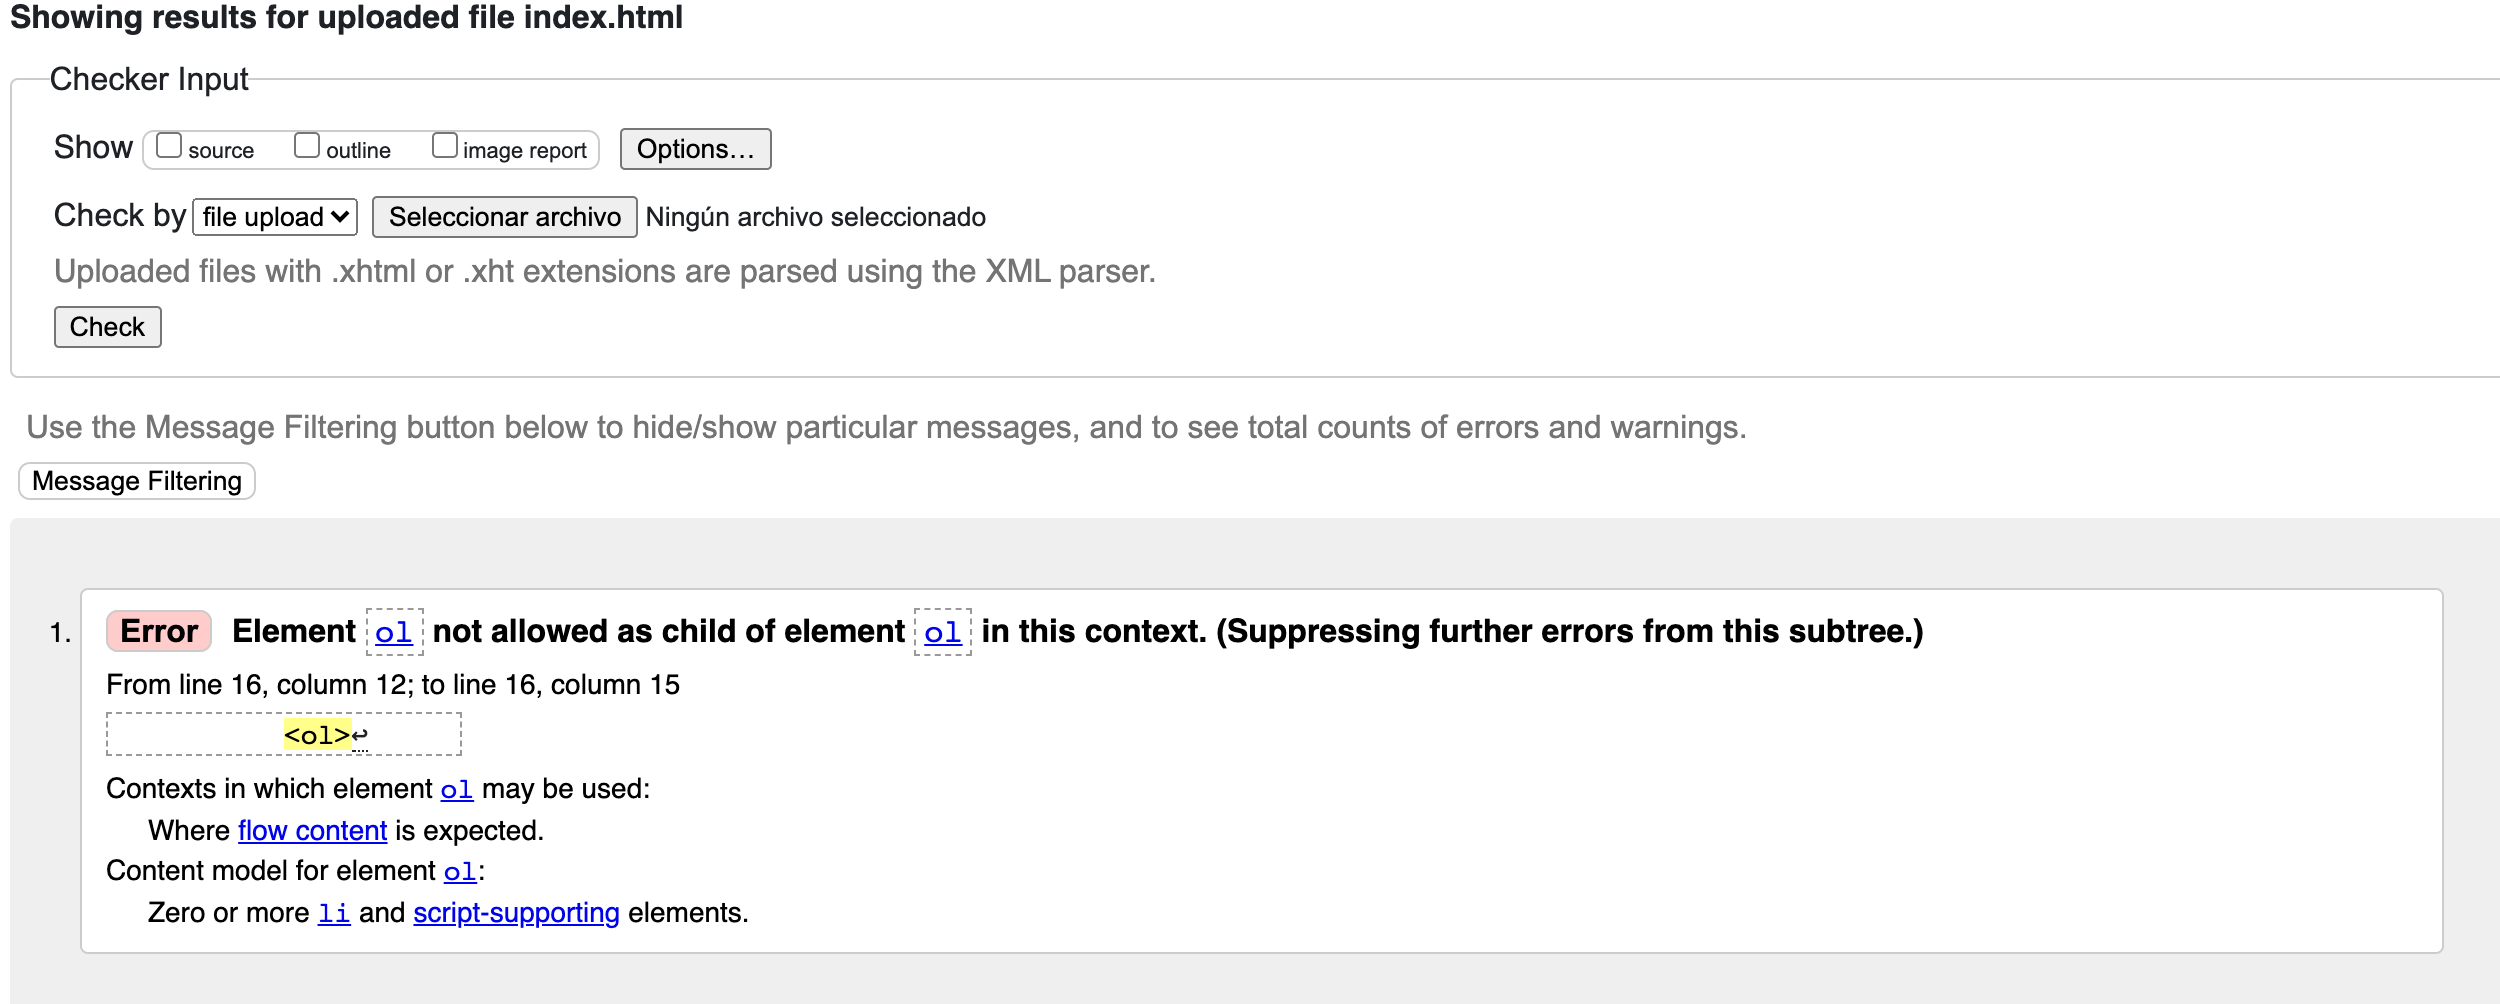 Showing results for uploaded file index.html
Checker Input
Show source outline image report Options...
Check by file upload Seleccionar archivo Ningún archivo seleccionado
Uploaded files with .xhtml or .xht extensions are parsed using the XML parser.
Check
Use the Message Filtering button below to hide/show particular messages, and to see total counts of errors and warnings.
Message Filtering
1. Error Element ol not allowed as child of element ol in this context. (Suppressing further errors from this subtree.)
From line 16, column 12; to line 16, column 15
<ol>↩
Contexts in which element ol may be used:
Where flow content is expected.
Content model for element ol:
Zero or more li and script-supporting elements.